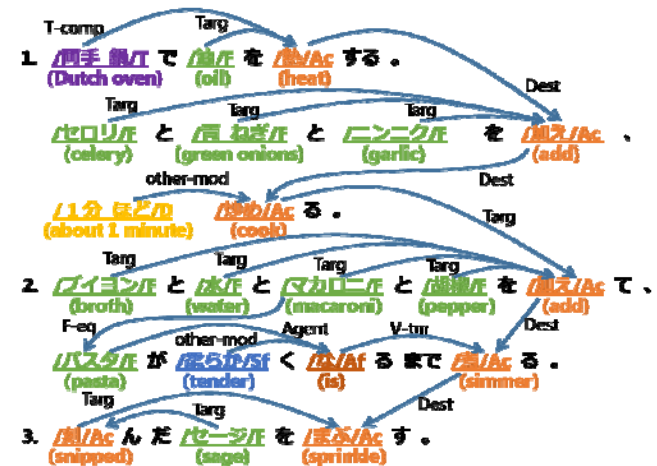 T-comp Targ
1. /両手 鍋/T で /油/F を /熱/Ac する 。
(Dutch oven) (oil) (heat)
Dest
Targ Targ Targ
/セロリ/F と /青 ねぎ/F と /ニンニク/F を /加え/Ac 、
(celery) (green onions) (garlic) (add)
other-mod Dest
/１分 ほど/D /炒め/Ac る 。
Targ
(about 1 minute) (cook)
Targ Targ Targ Targ
2. /ブイヨン/F と /水/F と /マカロニ/F と /胡椒/F を /加え/Ac て 、
(broth) (water) (macaroni) (pepper) (add)
F-eq other-mod Agent V-tm Dest
/パスタ/F が /柔らか/Sf く /な/Af る まで /煮/Ac る 。
(pasta) (tender) (is) (simmer)
Targ Targ Dest
3. /刻/Ac ん だ /セージ/F を /まぶ/Ac す 。
(snipped) (sage) (sprinkle)